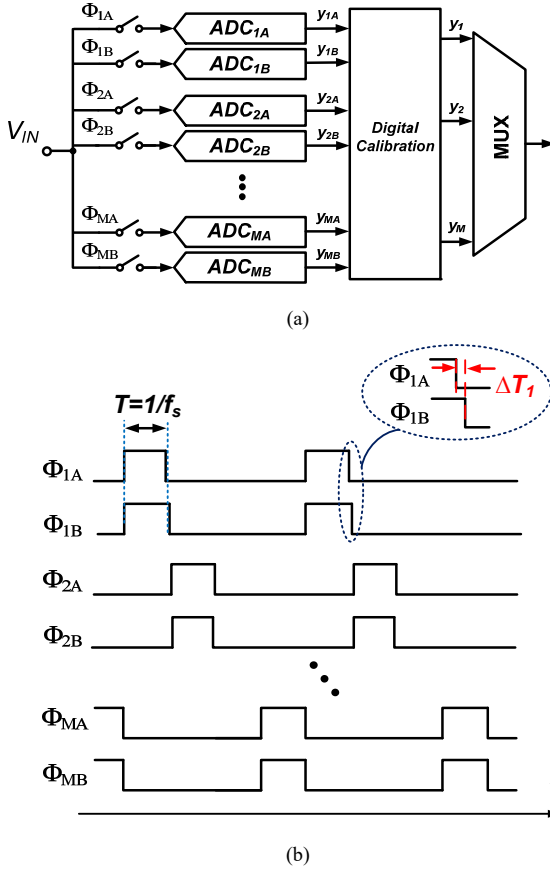 Φ1A ADC1A y1A y1
Φ1B ADC1B y1B
Φ2A ADC2A y2A y2
Φ2B ADC2B y2B
VIN
Digital Calibration
MUX
ΦMA ADCMA yMA yM
ΦMB ADCMB yMB
(a)
Φ1A ΔT1
Φ1B
T=1/fs
Φ1A
Φ1B
Φ2A
Φ2B
ΦMA
ΦMB
(b)